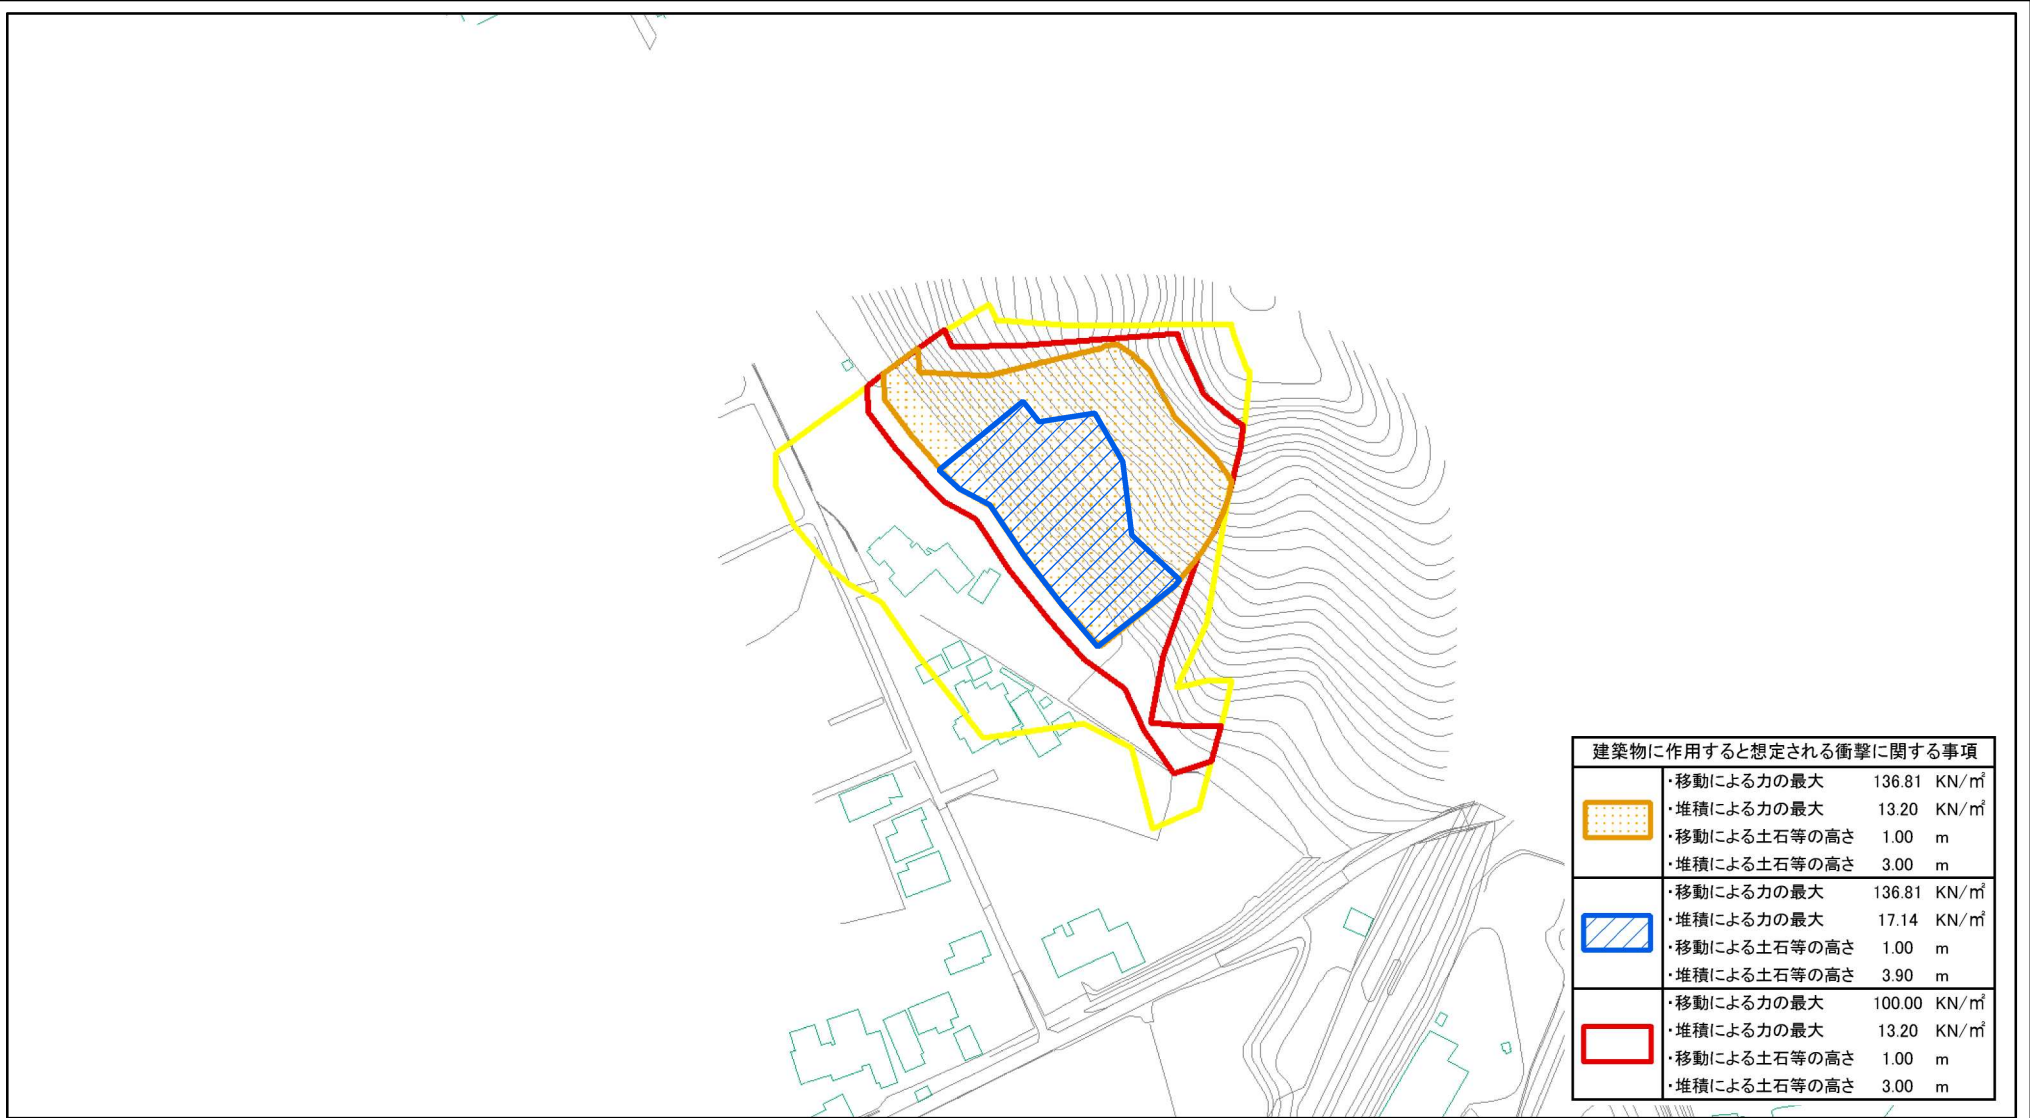 建築物に作用すると想定される衝撃に関する事項
・移動による力の最大 136.81 KN/㎡
・堆積による力の最大 13.20 KN/㎡
・移動による土石等の高さ 1.00 m
・堆積による土石等の高さ 3.00 m
・移動による力の最大 136.81 KN/㎡
・堆積による力の最大 17.14 KN/㎡
・移動による土石等の高さ 1.00 m
・堆積による土石等の高さ 3.90 m
・移動による力の最大 100.00 KN/㎡
・堆積による力の最大 13.20 KN/㎡
・移動による土石等の高さ 1.00 m
・堆積による土石等の高さ 3.00 m